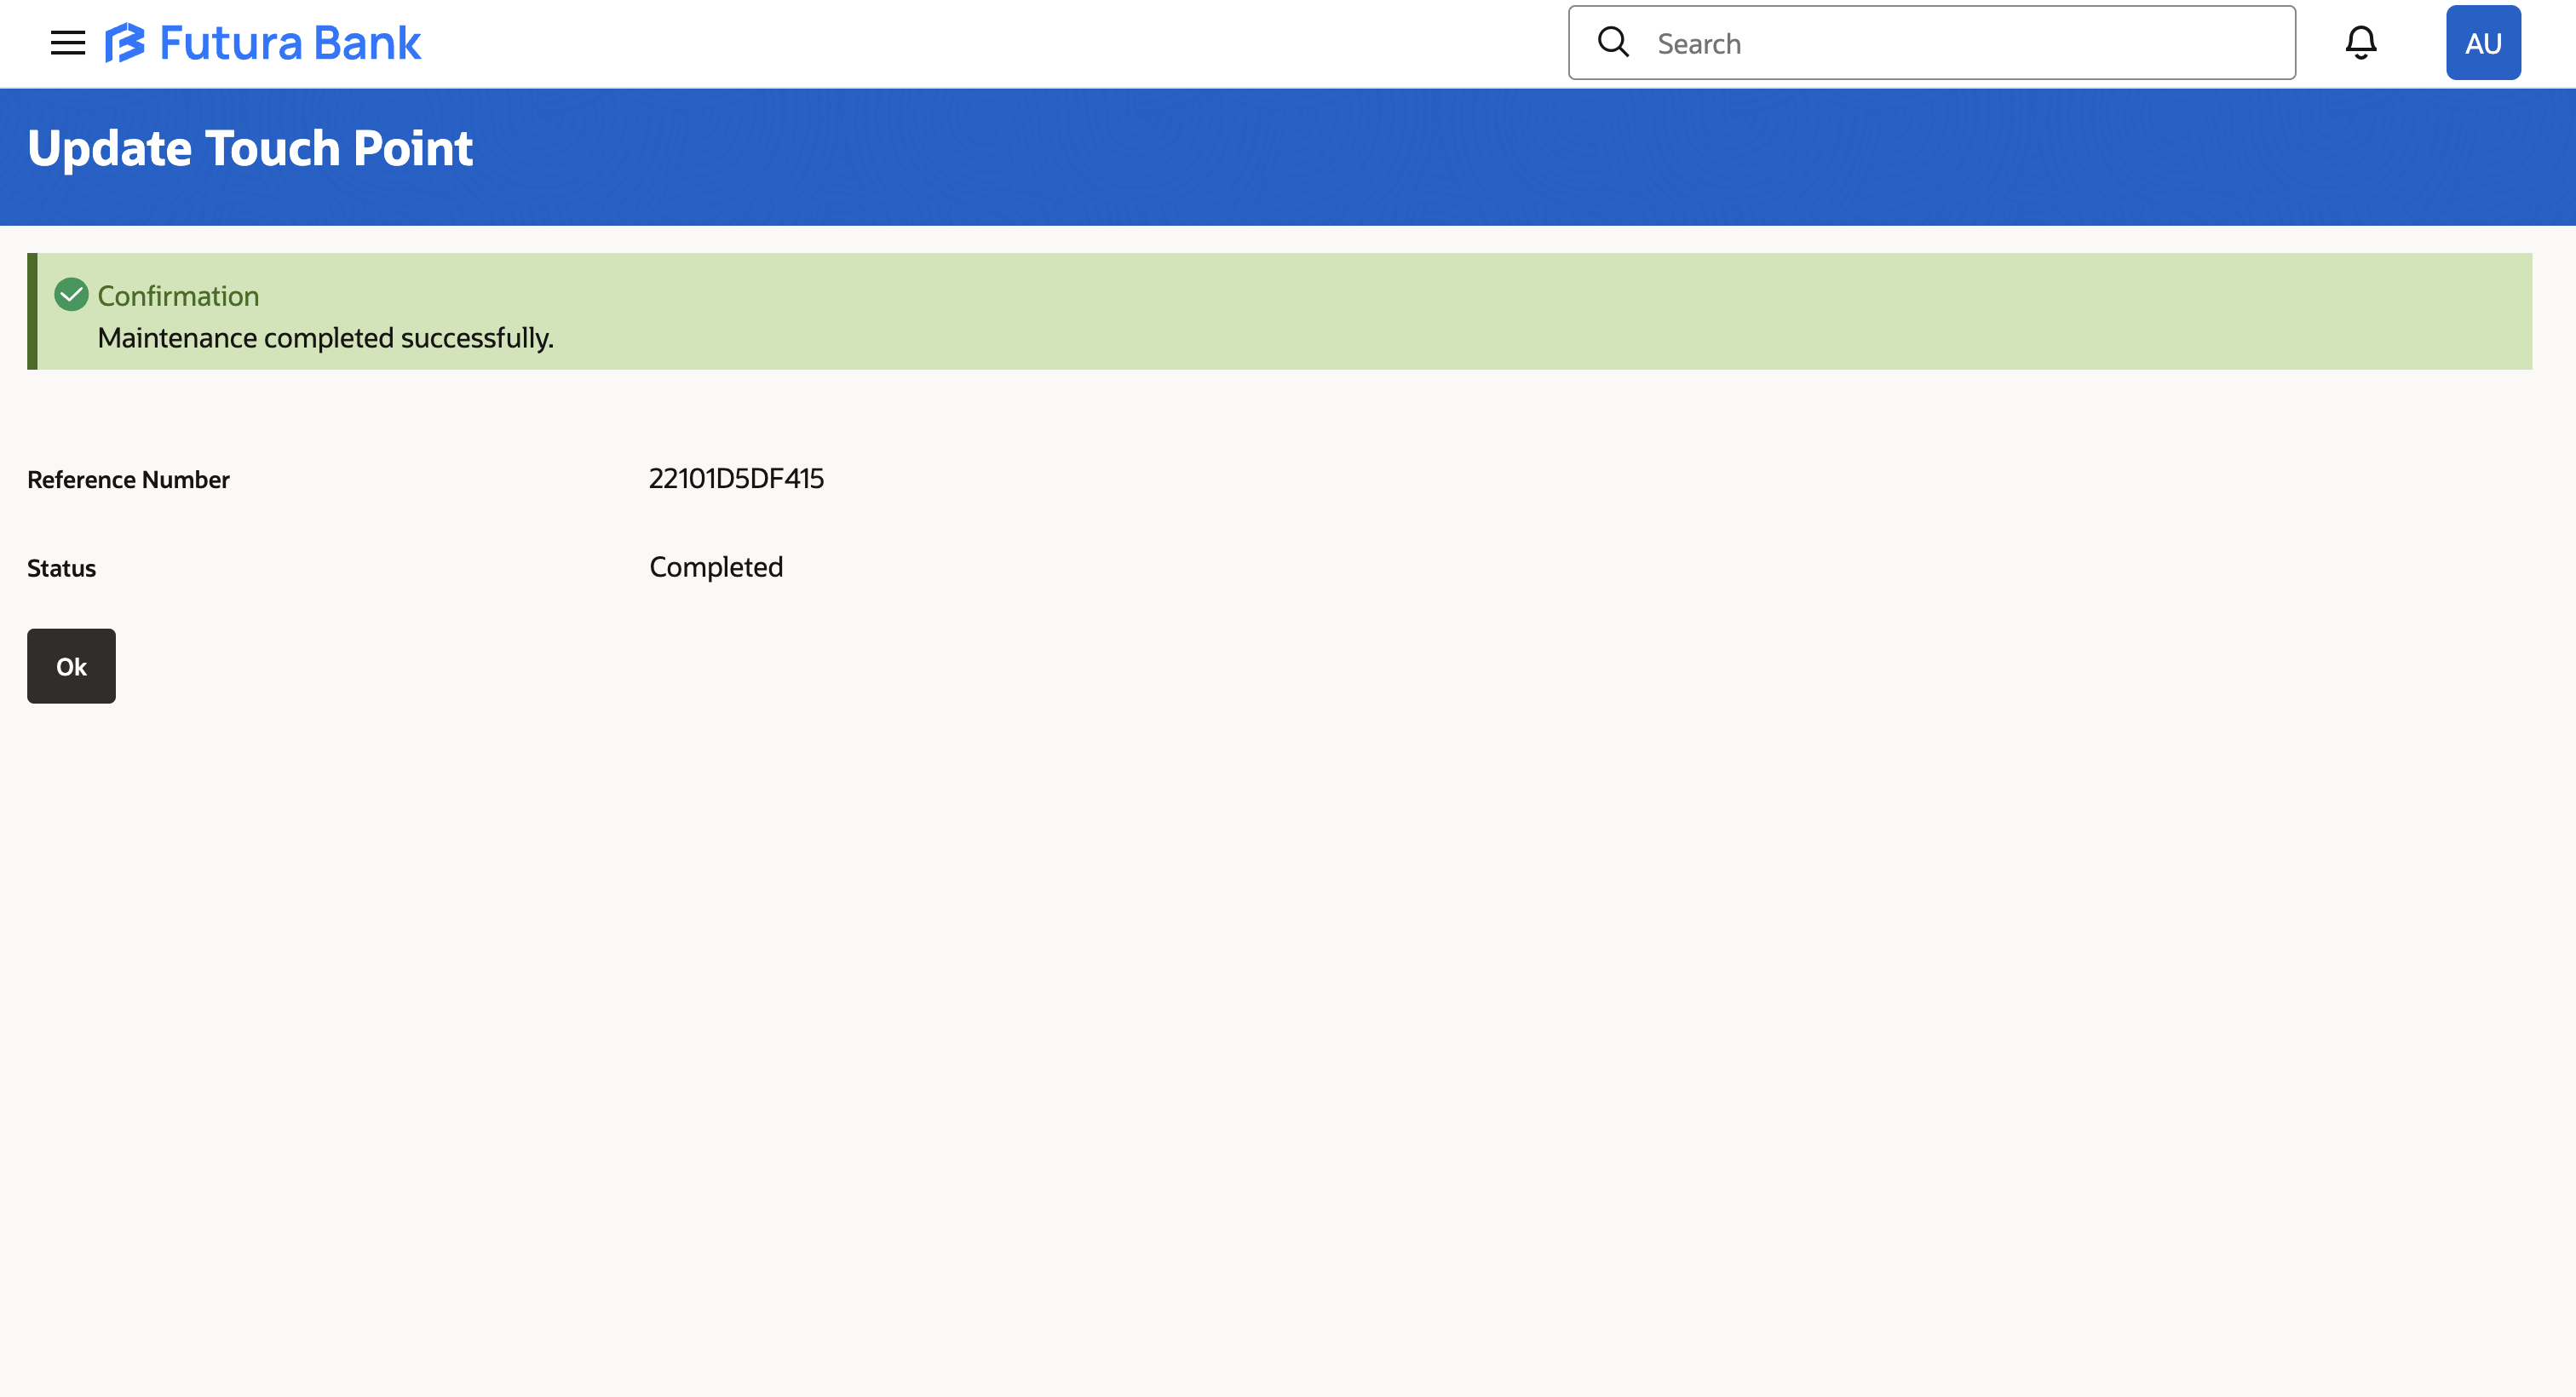 Futura Bank
Search
AU
Update Touch Point
Confirmation
Maintenance completed successfully.
Reference Number 22101D5DF415
Status Completed
Ok